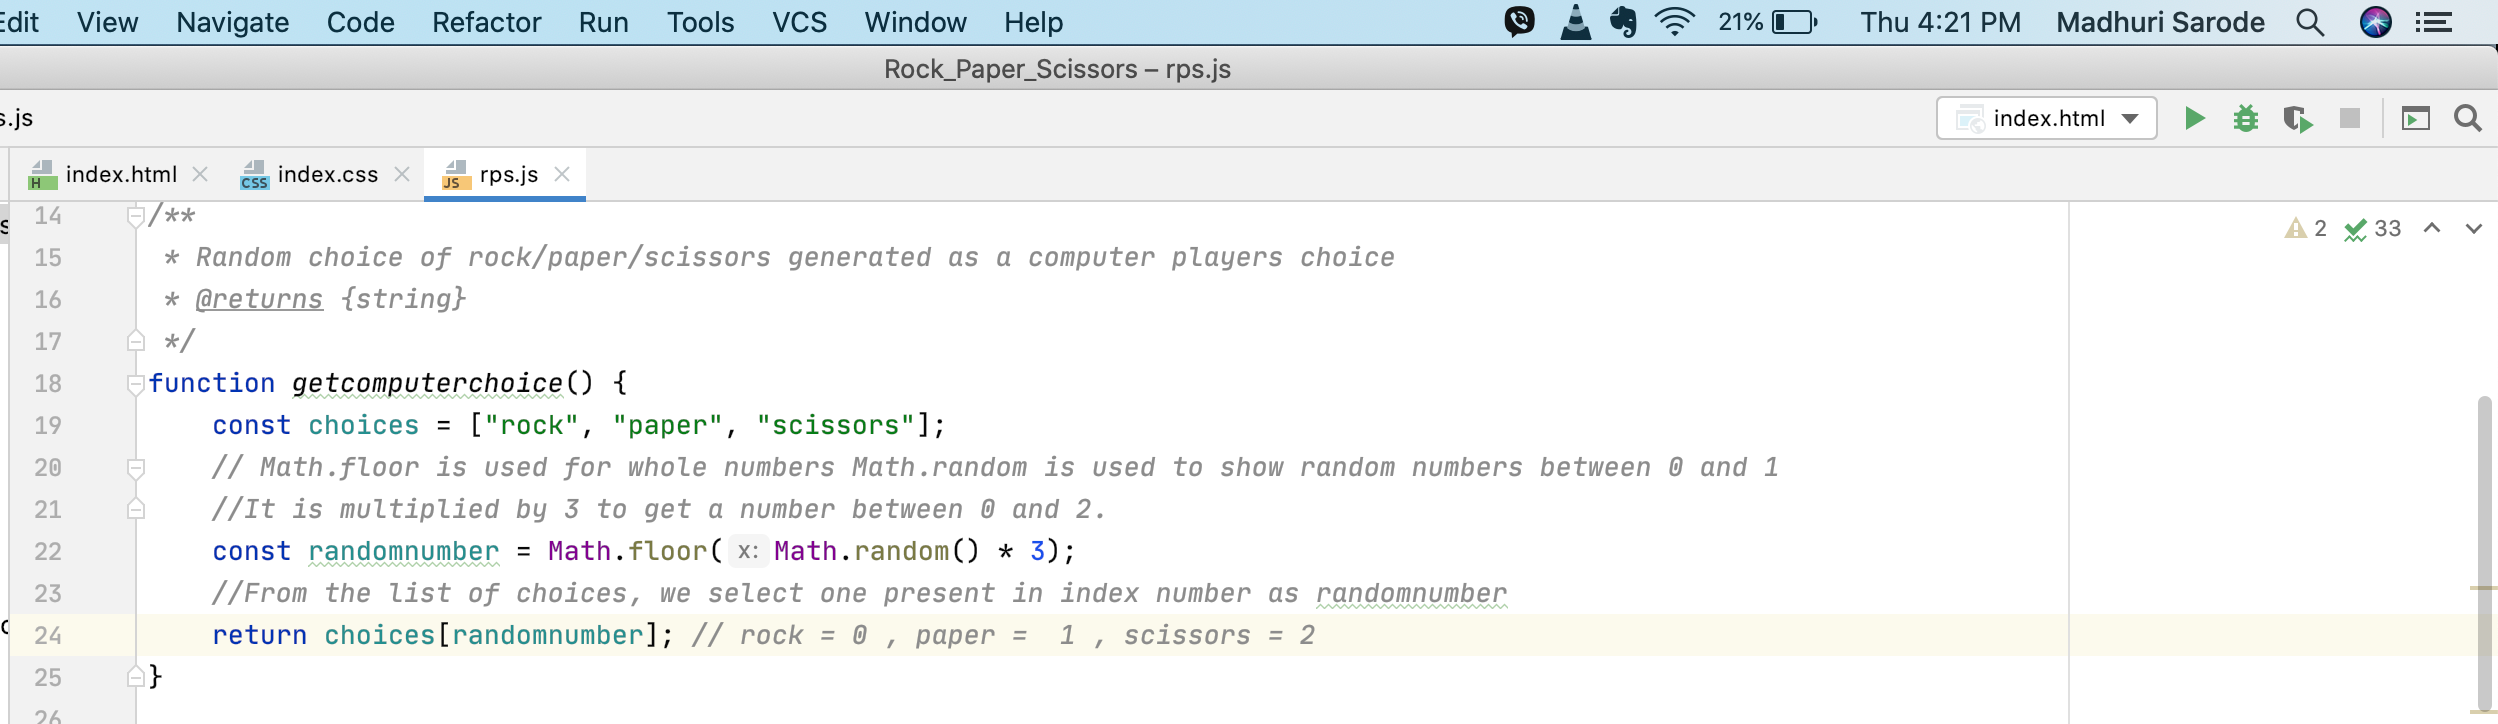 Edit View Navigate Code Refactor Run Tools VCS Window Help 21% Thu 4:21 PM Madhuri Sarode
Rock_Paper_Scissors – rps.js
s.js index.html
H index.html CSS index.css JS rps.js
14 /**
2 33
15 * Random choice of rock/paper/scissors generated as a computer players choice
16 * @returns {string}
17 */
18 function getcomputerchoice() {
19 const choices = ["rock", "paper", "scissors"];
20 // Math.floor is used for whole numbers Math.random is used to show random numbers between 0 and 1
21 //It is multiplied by 3 to get a number between 0 and 2.
22 const randomnumber = Math.floor( x: Math.random() * 3);
23 //From the list of choices, we select one present in index number as randomnumber
24 return choices[randomnumber]; // rock = 0 , paper =  1 , scissors = 2
25 }
26